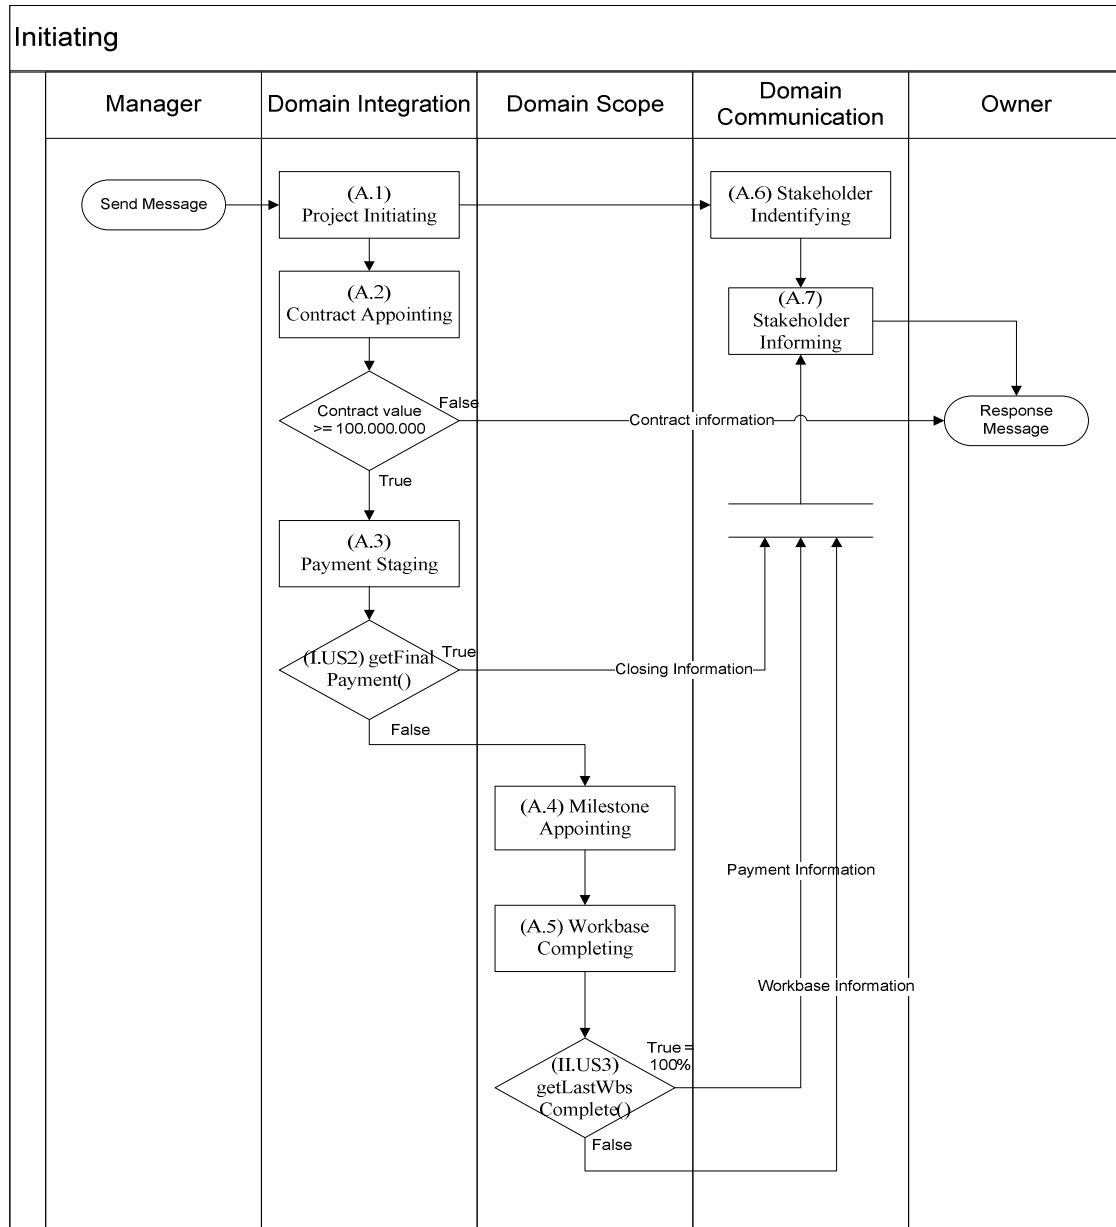 Initiating
Manager
Domain Integration
Domain Scope
Domain
Communication
Owner
Send Message
(A.1)
Project Initiating
(A.6) Stakeholder
Indentifying
(A.2)
Contract Appointing
(A.7)
Stakeholder
Informing
Contract value
>= 100.000.000
False
Contract information
Response
Message
True
(A.3)
Payment Staging
(I.US2) getFinal
Payment()
True
Closing Information
False
(A.4) Milestone
Appointing
Payment Information
(A.5) Workbase
Completing
Workbase Information
True =
100%
(II.US3)
getLastWbs
Complete()
False